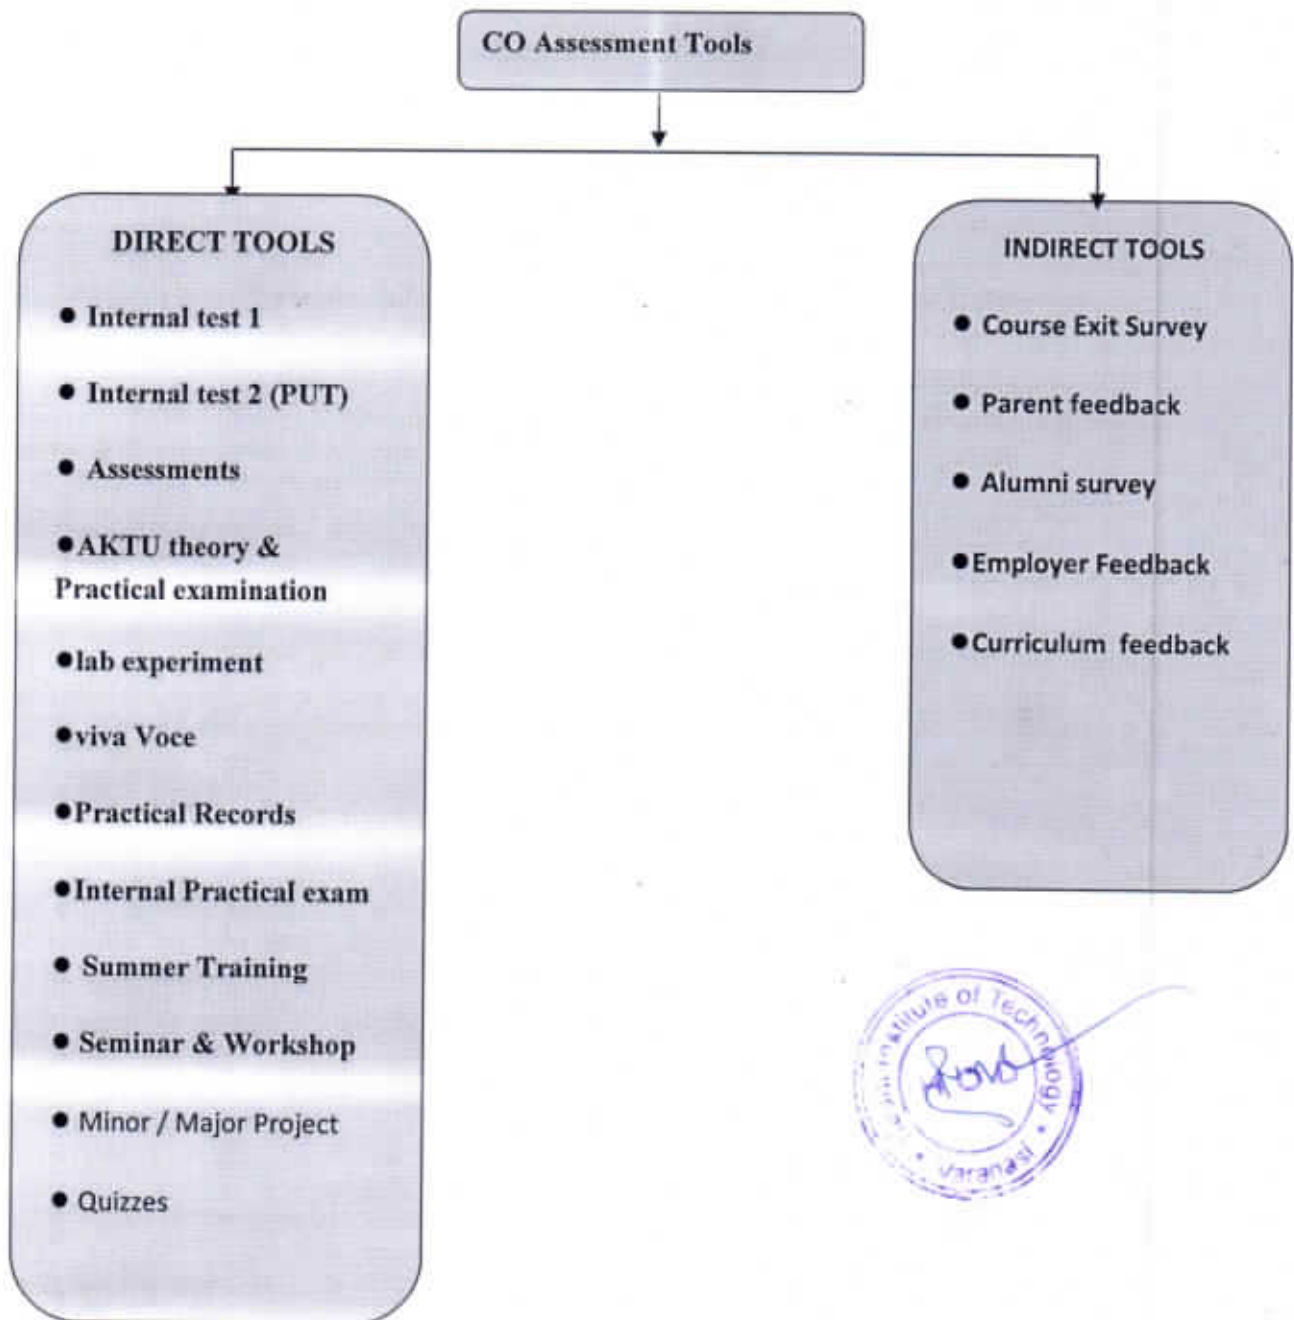 CO Assessment Tools
DIRECT TOOLS
● Internal test 1
● Internal test 2 (PUT)
● Assessments
●AKTU theory &
Practical examination
●lab experiment
●viva Voce
●Practical Records
●Internal Practical exam
● Summer Training
● Seminar & Workshop
● Minor / Major Project
● Quizzes
INDIRECT TOOLS
● Course Exit Survey
● Parent feedback
● Alumni survey
●Employer Feedback
●Curriculum feedback
Institute of Technology
• Varanasi •